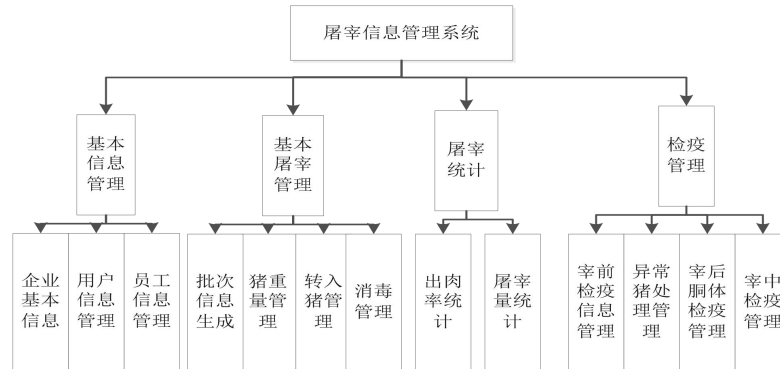 屠宰信息管理系统
基本
信息
管理
基本
屠宰
管理
屠宰
统计
检疫
管理
企业
基本
信息
用户
信息
管理
员工
信息
管理
批次
信息
生成
猪重
量管
理
转入
猪管
理
消毒
管理
出肉
率统
计
屠宰
量统
计
宰前
检疫
信息
管理
异常
猪处
理管
理
宰后
胴体
检疫
管理
宰中
检疫
管理